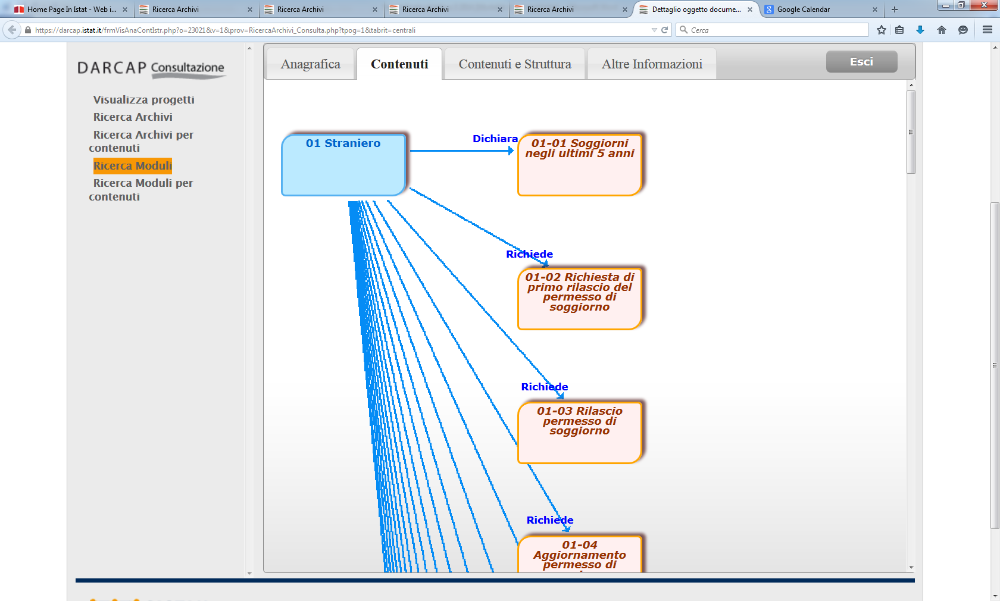 Home Page In Istat - Web i...
Ricerca Archivi
Ricerca Archivi
Ricerca Archivi
Ricerca Archivi
Dettaglio oggetto docume...
Google Calendar
https://darcap.istat.it/frmVisAnaContIstr.php?o=23021&v=1&prov=RicercaArchivi_Consulta.php?tpog=1&tabrit=centrali
Cerca
DARCAP Consultazione
Visualizza progetti
Ricerca Archivi
Ricerca Archivi per
contenuti
Ricerca Moduli
Ricerca Moduli per
contenuti
Anagrafica
Contenuti
Contenuti e Struttura
Altre Informazioni
Esci
01 Straniero
Dichiara
01-01 Soggiorni
negli ultimi 5 anni
Richiede
01-02 Richiesta di
primo rilascio del
permesso di
soggiorno
Richiede
01-03 Rilascio
permesso di
soggiorno
Richiede
01-04
Aggiornamento
permesso di